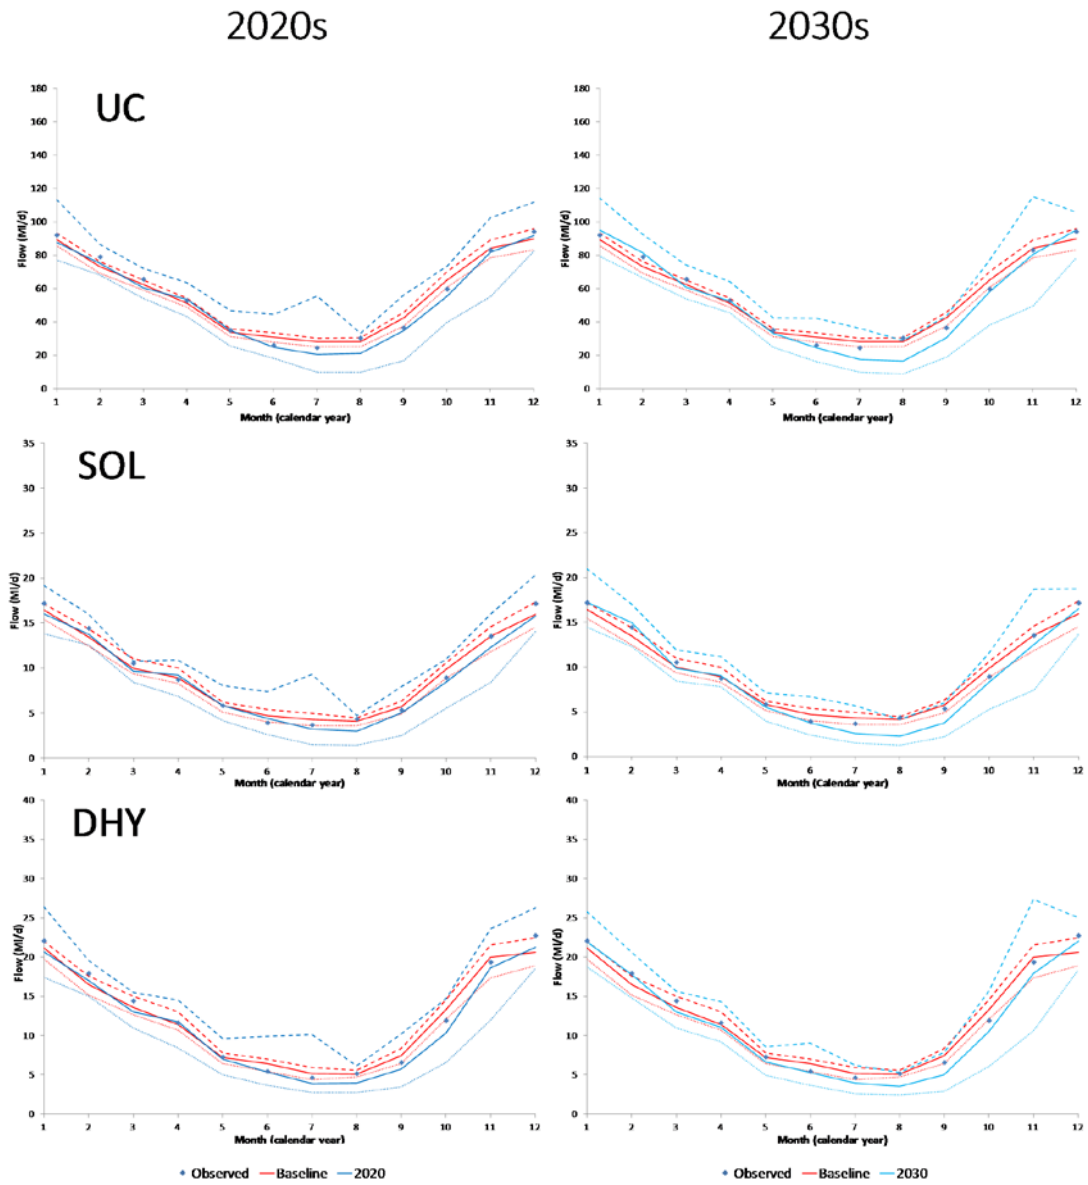 2020s 2030s
UC
180 160 140 120 100 80 60 40 20 0
Flow (Ml/d)
1 2 3 4 5 6 7 8 9 10 11 12
Month (calendar year)
180 160 140 120 100 80 60 40 20 0
Flow (Ml/d)
1 2 3 4 5 6 7 8 9 10 11 12
Month (calendar year)
SOL
35 30 25 20 15 10 5 0
Flow (Ml/d)
1 2 3 4 5 6 7 8 9 10 11 12
Month (calendar year)
35 30 25 20 15 10 5 0
Flow (Ml/d)
1 2 3 4 5 6 7 8 9 10 11 12
Month (Calendar year)
DHY
40 35 30 25 20 15 10 5 0
Flow (Ml/d)
1 2 3 4 5 6 7 8 9 10 11 12
Month (calendar year)
40 35 30 25 20 15 10 5 0
Flow (Ml/d)
1 2 3 4 5 6 7 8 9 10 11 12
Month (calendar year)
Observed Baseline 2020
Observed Baseline 2030